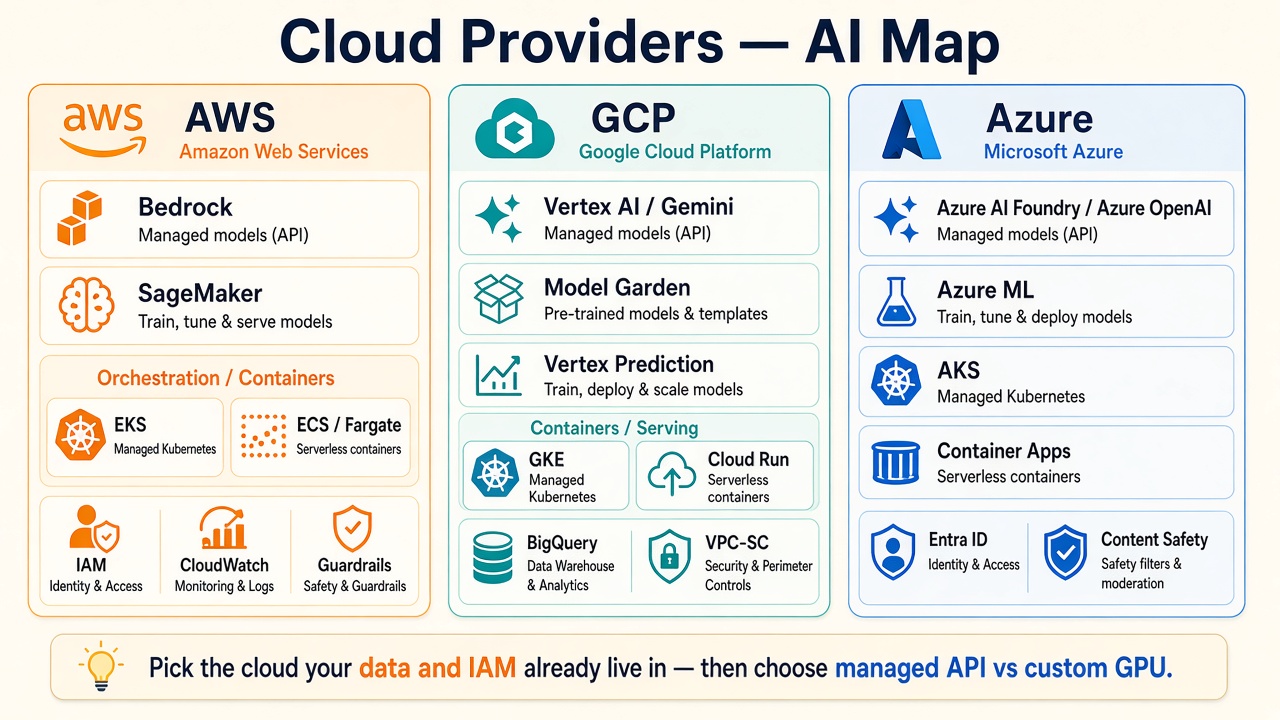 Cloud Providers — AI Map
aws
AWS
Amazon Web Services
Bedrock
Managed models (API)
SageMaker
Train, tune & serve models
Orchestration / Containers
EKS
Managed Kubernetes
ECS / Fargate
Serverless containers
IAM
Identity & Access
CloudWatch
Monitoring & Logs
Guardrails
Safety & Guardrails
GCP
Google Cloud Platform
Vertex AI / Gemini
Managed models (API)
Model Garden
Pre-trained models & templates
Vertex Prediction
Train, deploy & scale models
Containers / Serving
GKE
Managed
Kubernetes
Cloud Run
Serverless
containers
BigQuery
Data Warehouse
& Analytics
VPC-SC
Security & Perimeter
Controls
Azure
Microsoft Azure
Azure AI Foundry / Azure OpenAI
Managed models (API)
Azure ML
Train, tune & deploy models
AKS
Managed Kubernetes
Container Apps
Serverless containers
Entra ID
Identity & Access
Content Safety
Safety filters &
moderation
Pick the cloud your data and IAM already live in — then choose managed API vs custom GPU.